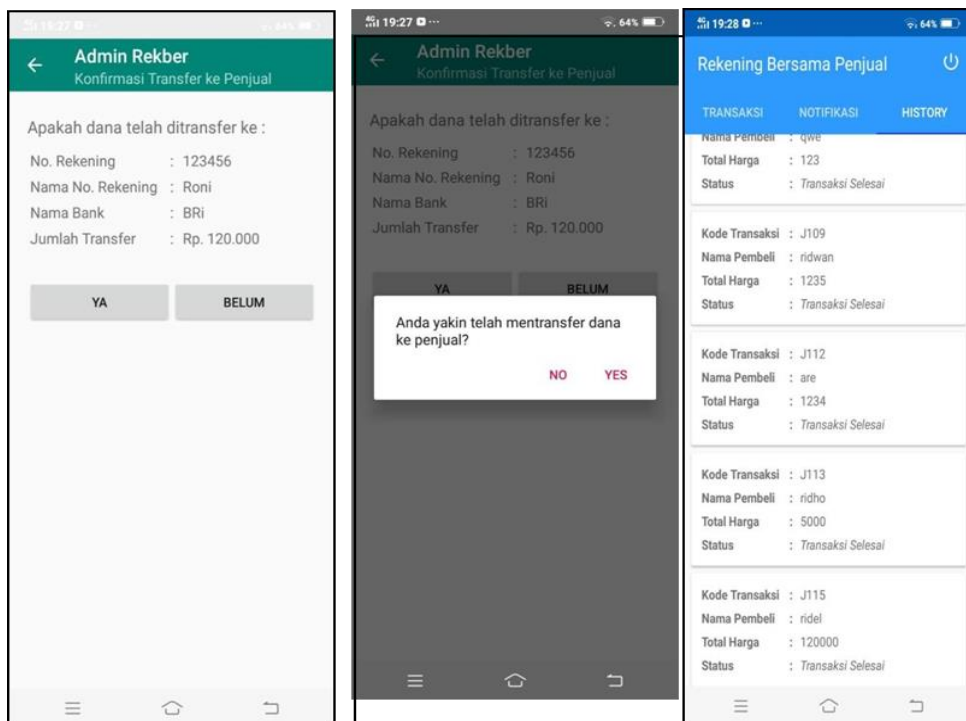 19:27
Admin Rekber
Konfirmasi Transfer ke Penjual
Apakah dana telah ditransfer ke :
No. Rekening : 123456
Nama No. Rekening : Roni
Nama Bank : BRi
Jumlah Transfer : Rp. 120.000
YA BELUM
4G 19:27 ... 64%
Admin Rekber
Konfirmasi Transfer ke Penjual
Apakah dana telah ditransfer ke :
No. Rekening : 123456
Nama No. Rekening : Roni
Nama Bank : BRi
Jumlah Transfer : Rp. 120.000
YA BELUM
Anda yakin telah mentransfer dana
ke penjual?
NO YES
4G 19:28 ... 64%
Rekening Bersama Penjual
TRANSAKSI NOTIFIKASI HISTORY
Nama Pembeli : qwe
Total Harga : 123
Status : Transaksi Selesai
Kode Transaksi : J109
Nama Pembeli : ridwan
Total Harga : 1235
Status : Transaksi Selesai
Kode Transaksi : J112
Nama Pembeli : are
Total Harga : 1234
Status : Transaksi Selesai
Kode Transaksi : J113
Nama Pembeli : ridho
Total Harga : 5000
Status : Transaksi Selesai
Kode Transaksi : J115
Nama Pembeli : ridel
Total Harga : 120000
Status : Transaksi Selesai